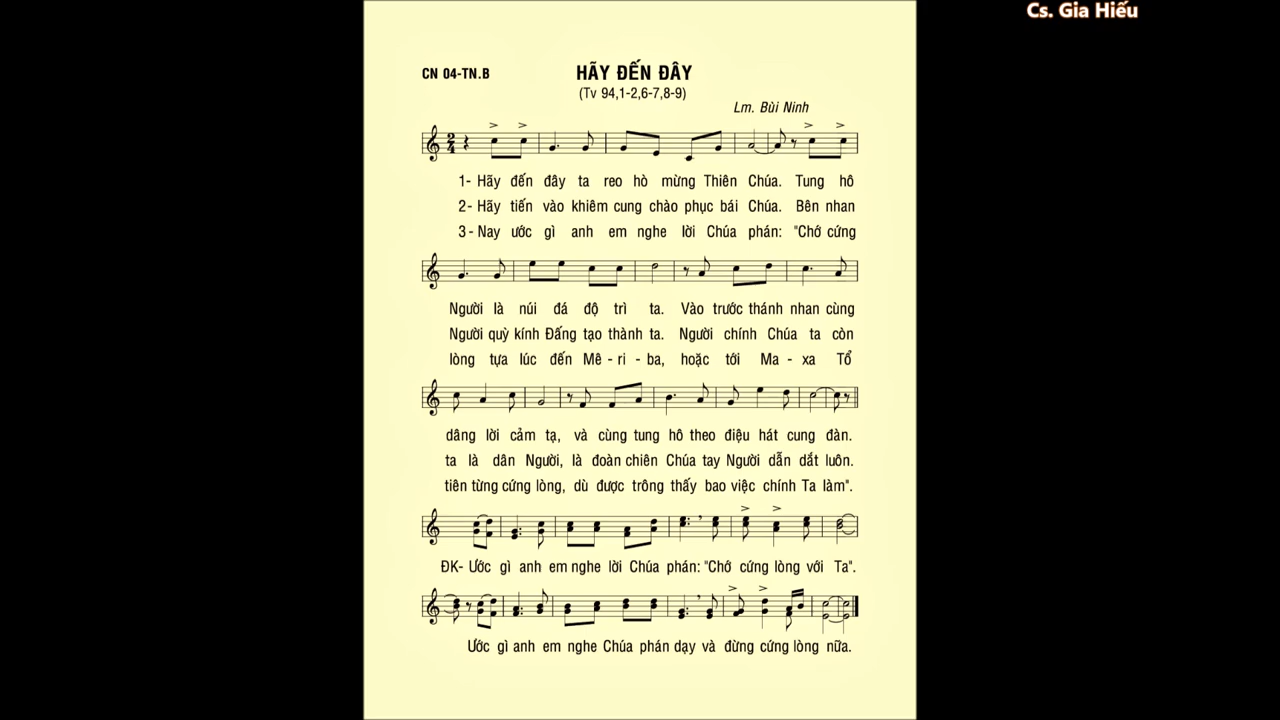 Cs. Gia Hiếu
CN 04-TN.B
HÃY ĐẾN ĐÂY
(Tv 94,1-2,6-7,8-9)
Lm. Bùi Ninh
1- Hãy đến đây ta reo hò mừng Thiên Chúa. Tung hô
2- Hãy tiến vào khiêm cung chào phục bái Chúa. Bên nhan
3- Nay ước gì anh em nghe lời Chúa phán: "Chớ cứng
Người là núi đá độ trì ta. Vào trước thánh nhan cùng
Người quỳ kính Đấng tạo thành ta. Người chính Chúa ta còn
lòng tựa lúc đến Mê - ri - ba, hoặc tới Ma - xa Tổ
dâng lời cảm tạ, và cùng tung hô theo điệu hát cung đàn.
ta là dân Người, là đoàn chiên Chúa tay Người dẫn dắt luôn.
tiên từng cứng lòng, dù được trông thấy bao việc chính Ta làm".
ĐK- Ước gì anh em nghe lời Chúa phán: "Chớ cứng lòng với Ta".
Ước gì anh em nghe Chúa phán dạy và đừng cứng lòng nữa.